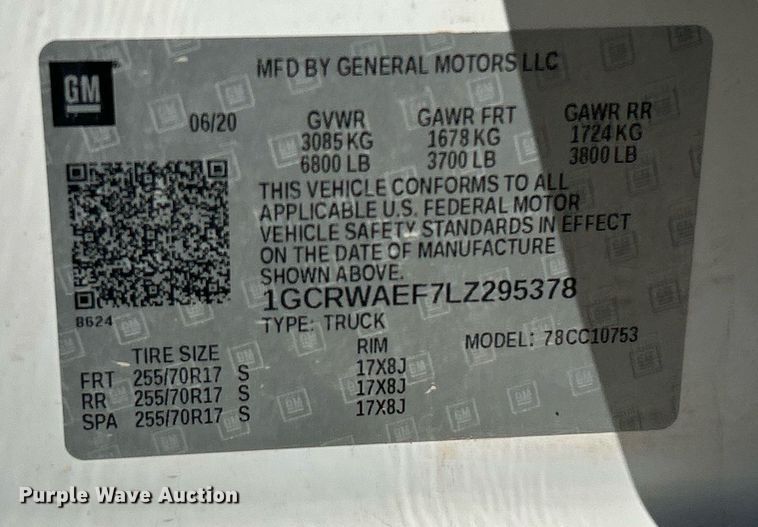 GM
MFD BY GENERAL MOTORS LLC
06/20
GVWR GAWR FRT GAWR RR
3085 KG 1678 KG 1724 KG
6800 LB 3700 LB 3800 LB
THIS VEHICLE CONFORMS TO ALL
APPLICABLE U.S. FEDERAL MOTOR
VEHICLE SAFETY STANDARDS IN EFFECT
ON THE DATE OF MANUFACTURE
SHOWN ABOVE.
8624
1GCRWAEF7LZ295378
TYPE: TRUCK
MODEL: 78CC10753
TIRE SIZE RIM
FRT 255/70R17 S 17X8J
RR 255/70R17 S 17X8J
SPA 255/70R17 S 17X8J
Purple Wave Auction